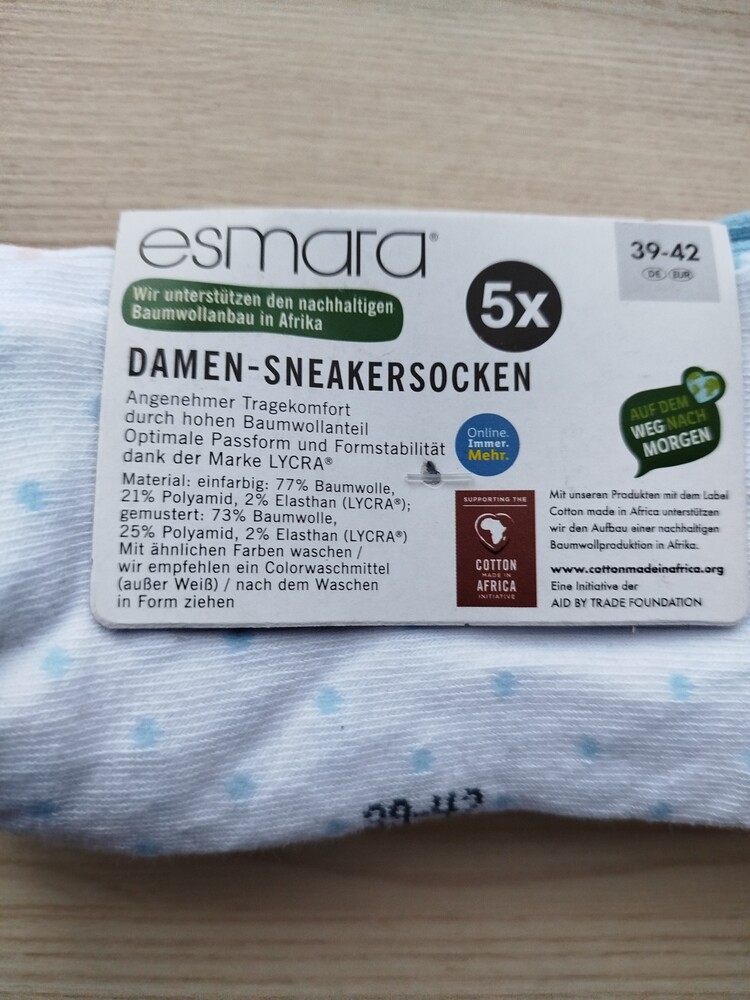 esmara®
39-42
DE EUR
Wir unterstützen den nachhaltigen
Baumwollanbau in Afrika
5x
DAMEN-SNEAKERSOCKEN
Angenehmer Tragekomfort
durch hohen Baumwollanteil
Optimale Passform und Formstabilität
dank der Marke LYCRA®
Online.
Immer.
Mehr.
AUF DEM
WEG NACH
MORGEN
Material: einfarbig: 77% Baumwolle,
21% Polyamid, 2% Elasthan (LYCRA®);
gemustert: 73% Baumwolle,
25% Polyamid, 2% Elasthan (LYCRA®)
Mit ähnlichen Farben waschen /
wir empfehlen ein Colorwaschmittel
(außer Weiß) / nach dem Waschen
in Form ziehen
SUPPORTING THE
COTTON
MADE IN
AFRICA
INITIATIVE
Mit unseren Produkten mit dem Label
Cotton made in Africa unterstützen
wir den Aufbau einer nachhaltigen
Baumwollproduktion in Afrika.
www.cottonmadeinafrica.org
Eine Initiative der
AID BY TRADE FOUNDATION
39-42